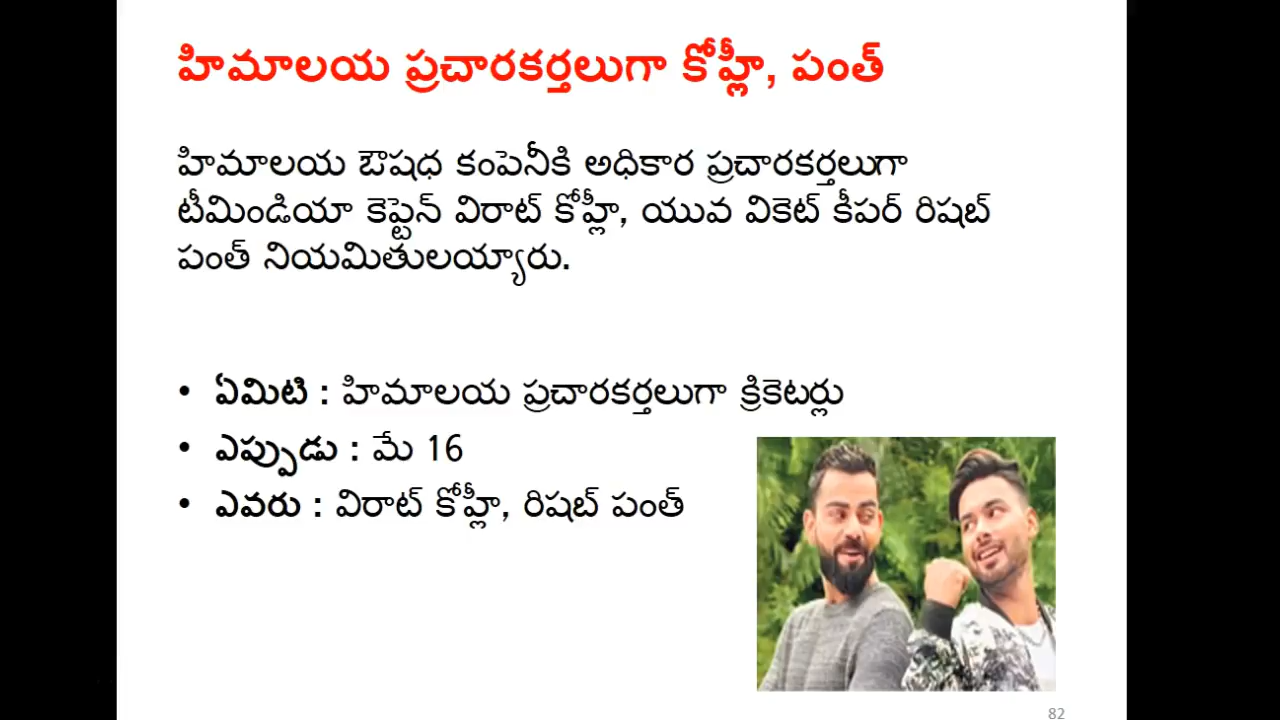 హిమాలయ ప్రచారకర్తలుగా కోహ్లీ, పంత్
హిమాలయ ఔషధ కంపెనీకి అధికార ప్రచారకర్తలుగా
టీమిండియా కెప్టెన్ విరాట్ కోహ్లీ, యువ వికెట్ కీపర్ రిషబ్
పంత్ నియమితులయ్యారు.
• ఏమిటి : హిమాలయ ప్రచారకర్తలుగా క్రికెటర్లు
• ఎప్పుడు : మే 16
• ఎవరు : విరాట్ కోహ్లీ, రిషబ్ పంత్
82